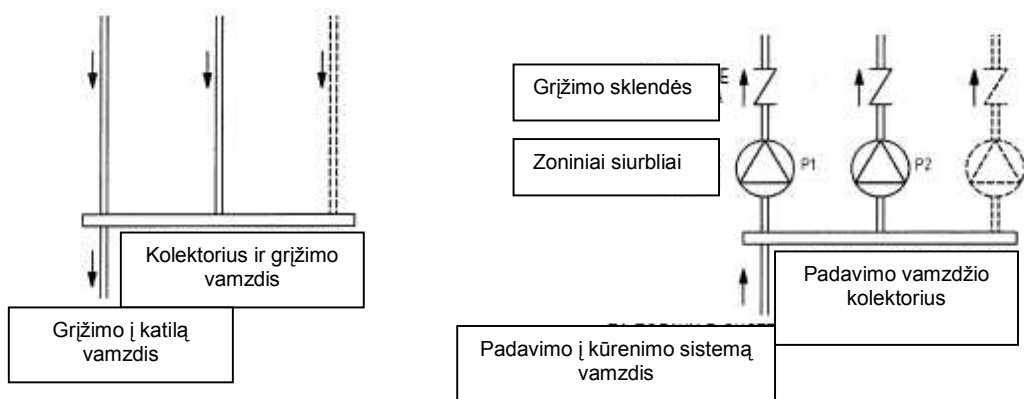 Kolektorius ir grįžimo
vamzdis
Grįžimo į katilą
vamzdis
Grįžimo sklendės
Zoniniai siurbliai
P1
P2
Padavimo vamzdžio
kolektorius
Padavimo į kūrenimo sistemą
vamzdis